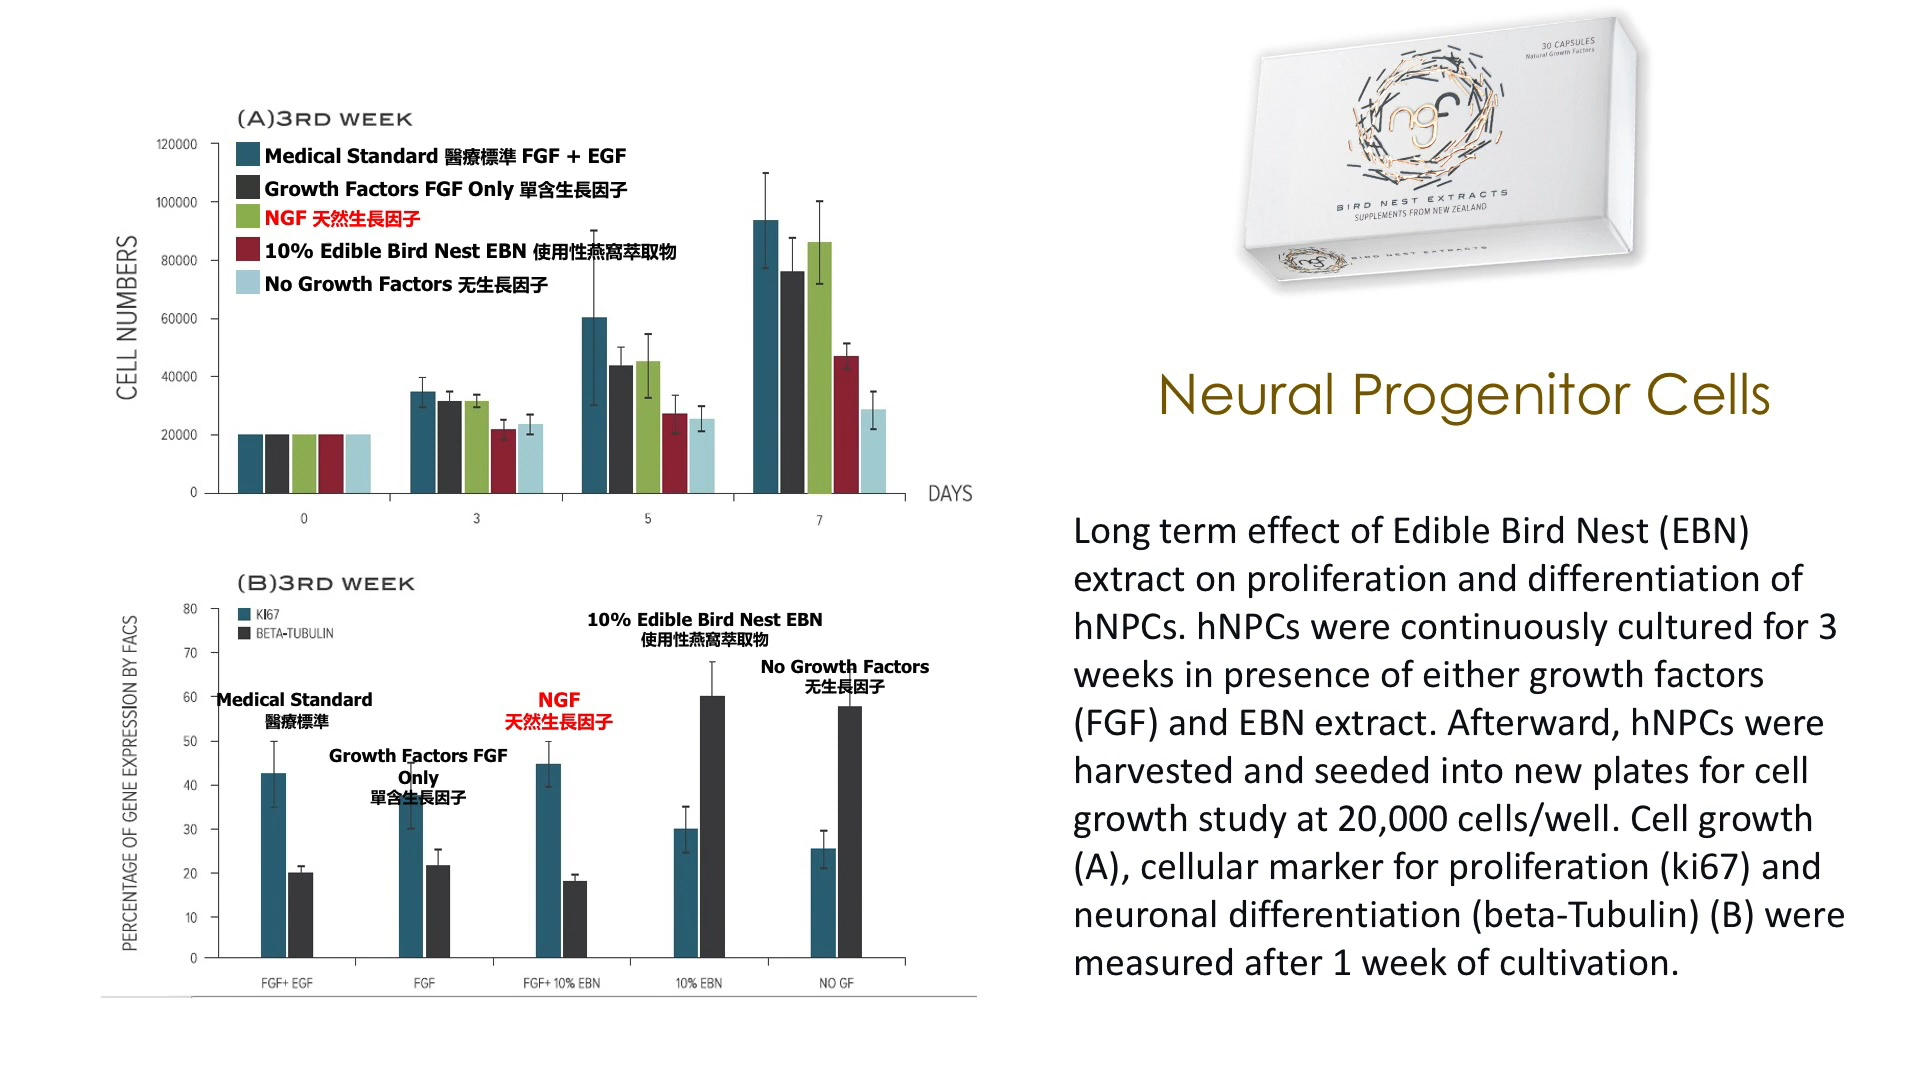 (A)3RD WEEK
120000
100000
80000
60000
40000
20000
0
CELL NUMBERS
Medical Standard 醫療標準 FGF + EGF
Growth Factors FGF Only 單含生長因子
NGF 天然生長因子
10% Edible Bird Nest EBN 使用性燕窩萃取物
No Growth Factors 无生長因子
0
3
5
7
DAYS
(B)3RD WEEK
80
70
60
50
40
30
20
10
0
PERCENTAGE OF GENE EXPRESSION BY FACS
KI67
BETA-TUBULIN
Medical Standard
醫療標準
Growth Factors FGF
Only
單含生長因子
NGF
天然生長因子
10% Edible Bird Nest EBN
使用性燕窩萃取物
No Growth Factors
无生長因子
FGF+ EGF
FGF
FGF+ 10% EBN
10% EBN
NO GF
30 CAPSULES
Natural Growth Factors
ngf
BIRD NEST EXTRACTS
SUPPLEMENTS FROM NEW ZEALAND
ngf
BIRD NEST EXTRACTS
Neural Progenitor Cells
Long term effect of Edible Bird Nest (EBN)
extract on proliferation and differentiation of
hNPCs. hNPCs were continuously cultured for 3
weeks in presence of either growth factors
(FGF) and EBN extract. Afterward, hNPCs were
harvested and seeded into new plates for cell
growth study at 20,000 cells/well. Cell growth
(A), cellular marker for proliferation (ki67) and
neuronal differentiation (beta-Tubulin) (B) were
measured after 1 week of cultivation.